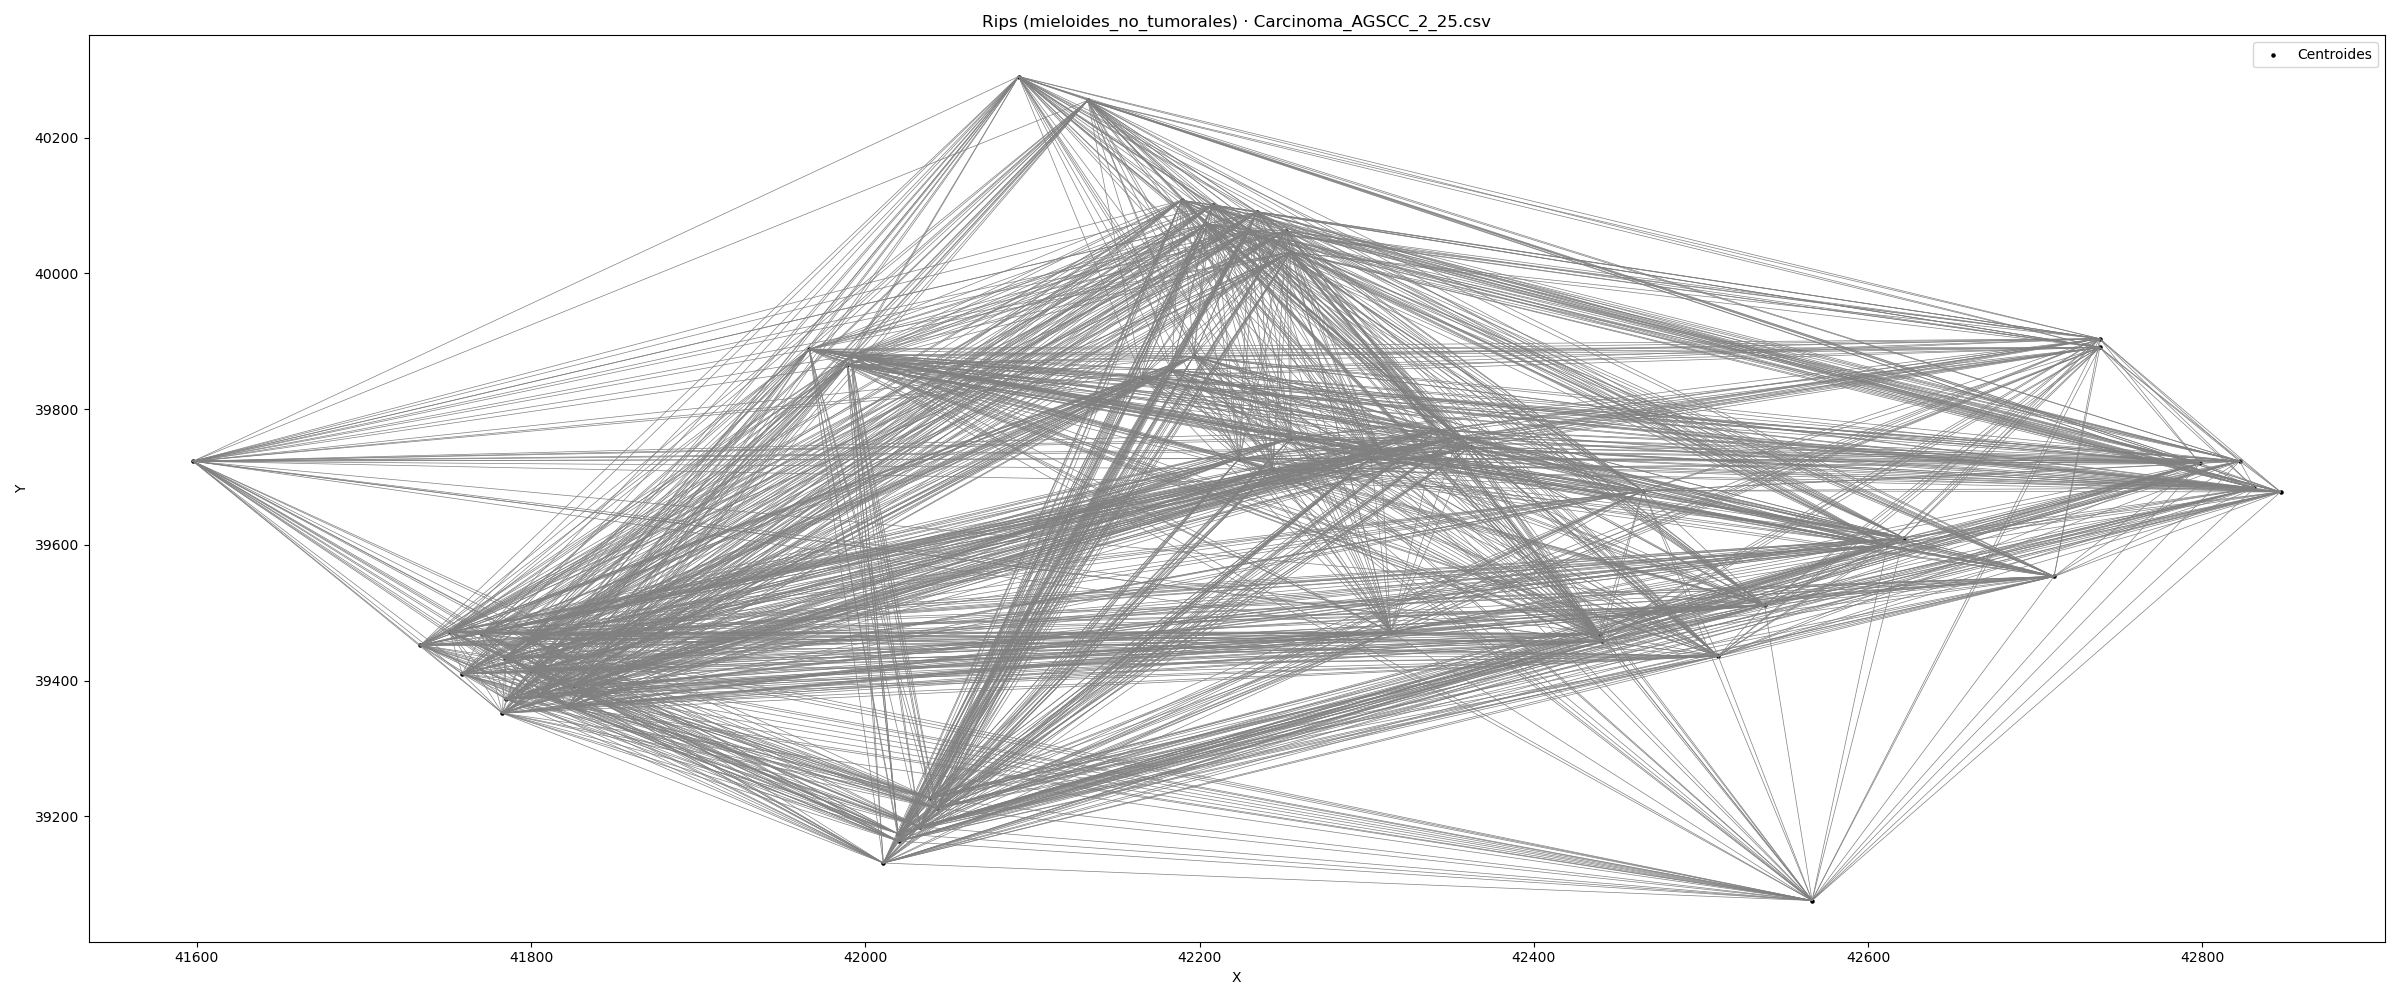 Rips (mieloides_no_tumorales) · Carcinoma_AGSCC_2_25.csv
Centroides
40200
40000
39800
39600
39400
39200
Y
41600 41800 42000 42200 42400 42600 42800
X